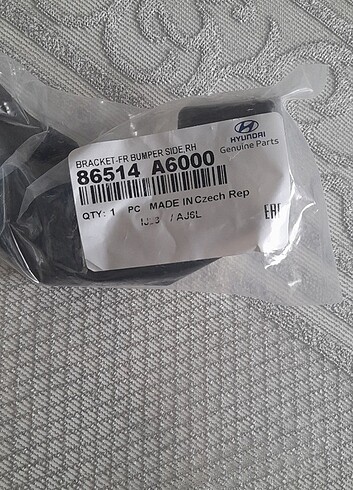 BRACKET-FR BUMPER SIDE,RH
86514 A6000
HYUNDAI
Genuine Parts
QTY: 1 PC MADE IN Czech Rep
/ AJ6L
EAC